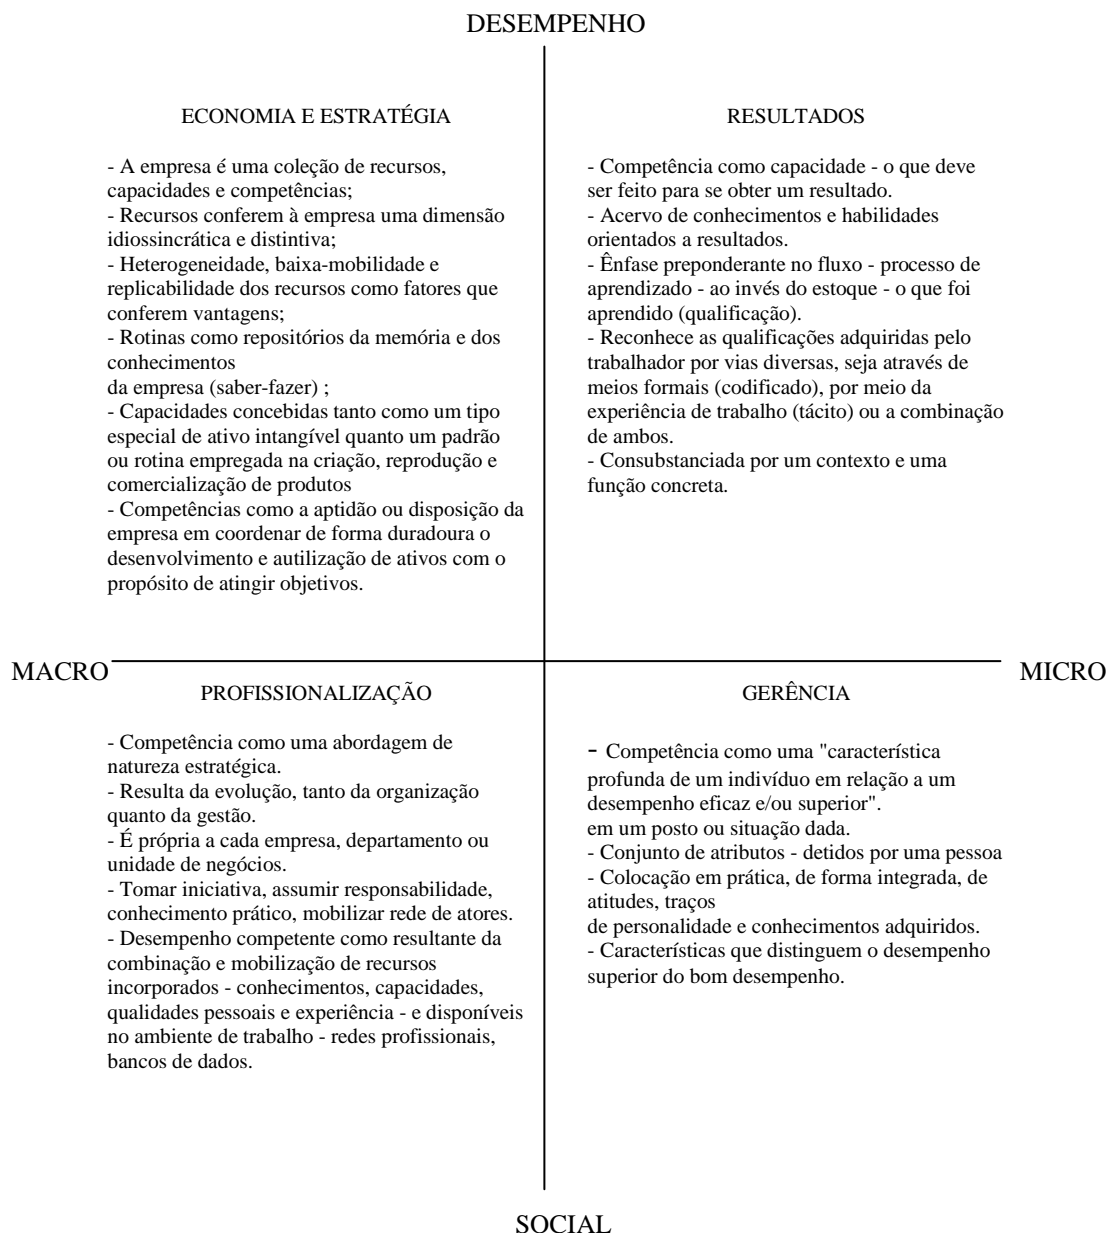 DESEMPENHO
ECONOMIA E ESTRATÉGIA
- A empresa é uma coleção de recursos,
capacidades e competências;
- Recursos conferem à empresa uma dimensão
idiossincrática e distintiva;
- Heterogeneidade, baixa-mobilidade e
replicabilidade dos recursos como fatores que
conferem vantagens;
- Rotinas como repositórios da memória e dos
conhecimentos
da empresa (saber-fazer) ;
- Capacidades concebidas tanto como um tipo
especial de ativo intangível quanto um padrão
ou rotina empregada na criação, reprodução e
comercialização de produtos
- Competências como a aptidão ou disposição da
empresa em coordenar de forma duradoura o
desenvolvimento e autilização de ativos com o
propósito de atingir objetivos.
RESULTADOS
- Competência como capacidade - o que deve
ser feito para se obter um resultado.
- Acervo de conhecimentos e habilidades
orientados a resultados.
- Ênfase preponderante no fluxo - processo de
aprendizado - ao invés do estoque - o que foi
aprendido (qualificação).
- Reconhece as qualificações adquiridas pelo
trabalhador por vias diversas, seja através de
meios formais (codificado), por meio da
experiência de trabalho (tácito) ou a combinação
de ambos.
- Consubstanciada por um contexto e uma
função concreta.
MACRO
MICRO
PROFISSIONALIZAÇÃO
- Competência como uma abordagem de
natureza estratégica.
- Resulta da evolução, tanto da organização
quanto da gestão.
- É própria a cada empresa, departamento ou
unidade de negócios.
- Tomar iniciativa, assumir responsabilidade,
conhecimento prático, mobilizar rede de atores.
- Desempenho competente como resultante da
combinação e mobilização de recursos
incorporados - conhecimentos, capacidades,
qualidades pessoais e experiência - e disponíveis
no ambiente de trabalho - redes profissionais,
bancos de dados.
GERÊNCIA
- Competência como uma "característica
profunda de um indivíduo em relação a um
desempenho eficaz e/ou superior".
em um posto ou situação dada.
- Conjunto de atributos - detidos por uma pessoa
- Colocação em prática, de forma integrada, de
atitudes, traços
de personalidade e conhecimentos adquiridos.
- Características que distinguem o desempenho
superior do bom desempenho.
SOCIAL